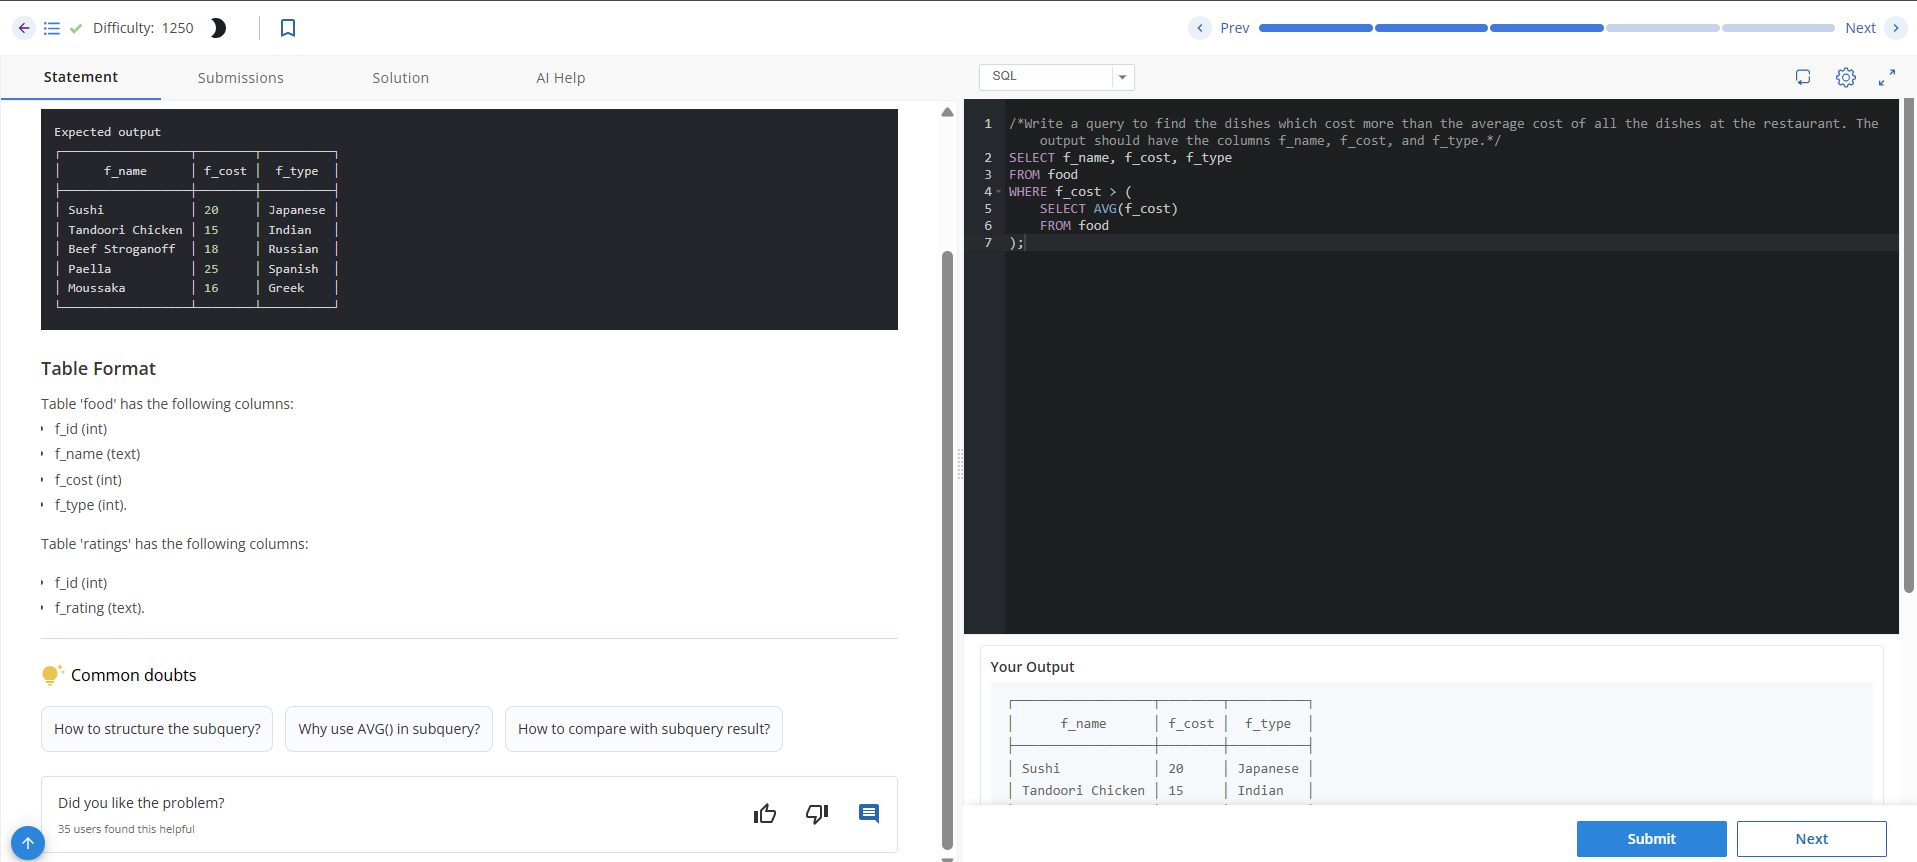 Difficulty: 1250
Prev
Next
Statement
Submissions
Solution
AI Help
SQL
Expected output
f_name f_cost f_type
Sushi 20 Japanese
Tandoori Chicken 15 Indian
Beef Stroganoff 18 Russian
Paella 25 Spanish
Moussaka 16 Greek
Table Format
Table 'food' has the following columns:
f_id (int)
f_name (text)
f_cost (int)
f_type (int).
Table 'ratings' has the following columns:
f_id (int)
f_rating (text).
Common doubts
How to structure the subquery?
Why use AVG() in subquery?
How to compare with subquery result?
Did you like the problem?
35 users found this helpful
1 /*Write a query to find the dishes which cost more than the average cost of all the dishes at the restaurant. The
output should have the columns f_name, f_cost, and f_type.*/
2 SELECT f_name, f_cost, f_type
3 FROM food
4 WHERE f_cost > (
5 SELECT AVG(f_cost)
6 FROM food
7 );
Your Output
f_name f_cost f_type
Sushi 20 Japanese
Tandoori Chicken 15 Indian
Submit
Next